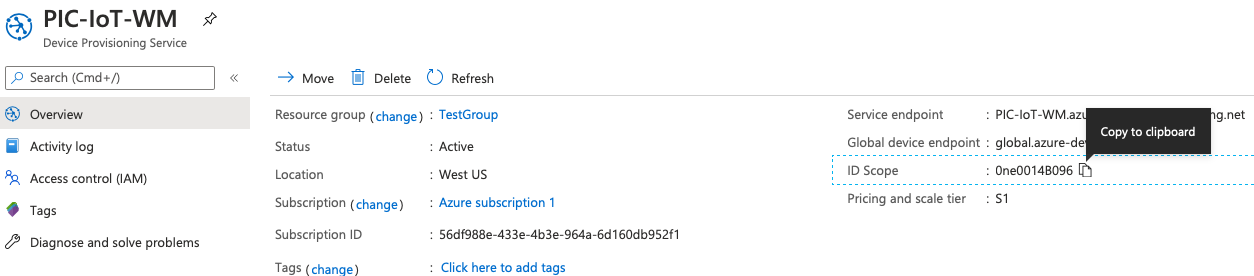 PIC-IoT-WM
Device Provisioning Service
Search (Cmd+/)
«
Move
Delete
Refresh
Overview
Activity log
Access control (IAM)
Tags
Diagnose and solve problems
Resource group (change) : TestGroup
Status : Active
Location : West US
Subscription (change) : Azure subscription 1
Subscription ID : 56df988e-433e-4b3e-964a-6d160db952f1
Tags (change) : Click here to add tags
Service endpoint : PIC-IoT-WM.azu ng.net
Global device endpoint : global.azure-de
Copy to clipboard
ID Scope : 0ne0014B096
Pricing and scale tier : S1